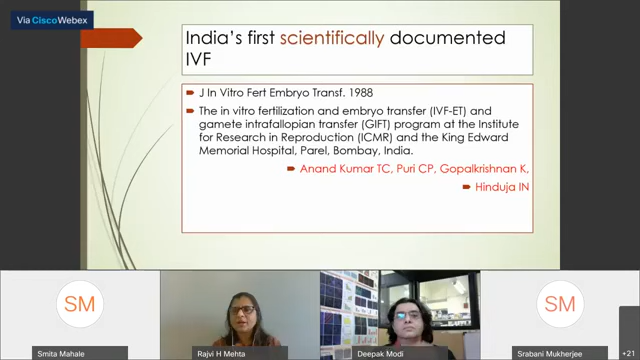 Via Cisco Webex
India's first scientifically documented
IVF
J In Vitro Fert Embryo Transf. 1988
The in vitro fertilization and embryo transfer (IVF-ET) and
gamete intrafallopian transfer (GIFT) program at the Institute
for Research in Reproduction (ICMR) and the King Edward
Memorial Hospital, Parel, Bombay, India.
Anand Kumar TC, Puri CP, Gopalkrishnan K,
Hinduja IN
SM
SM
Smita Mahale
Rajvi H Mehta
Deepak Modi
Srabani Mukherjee
+21